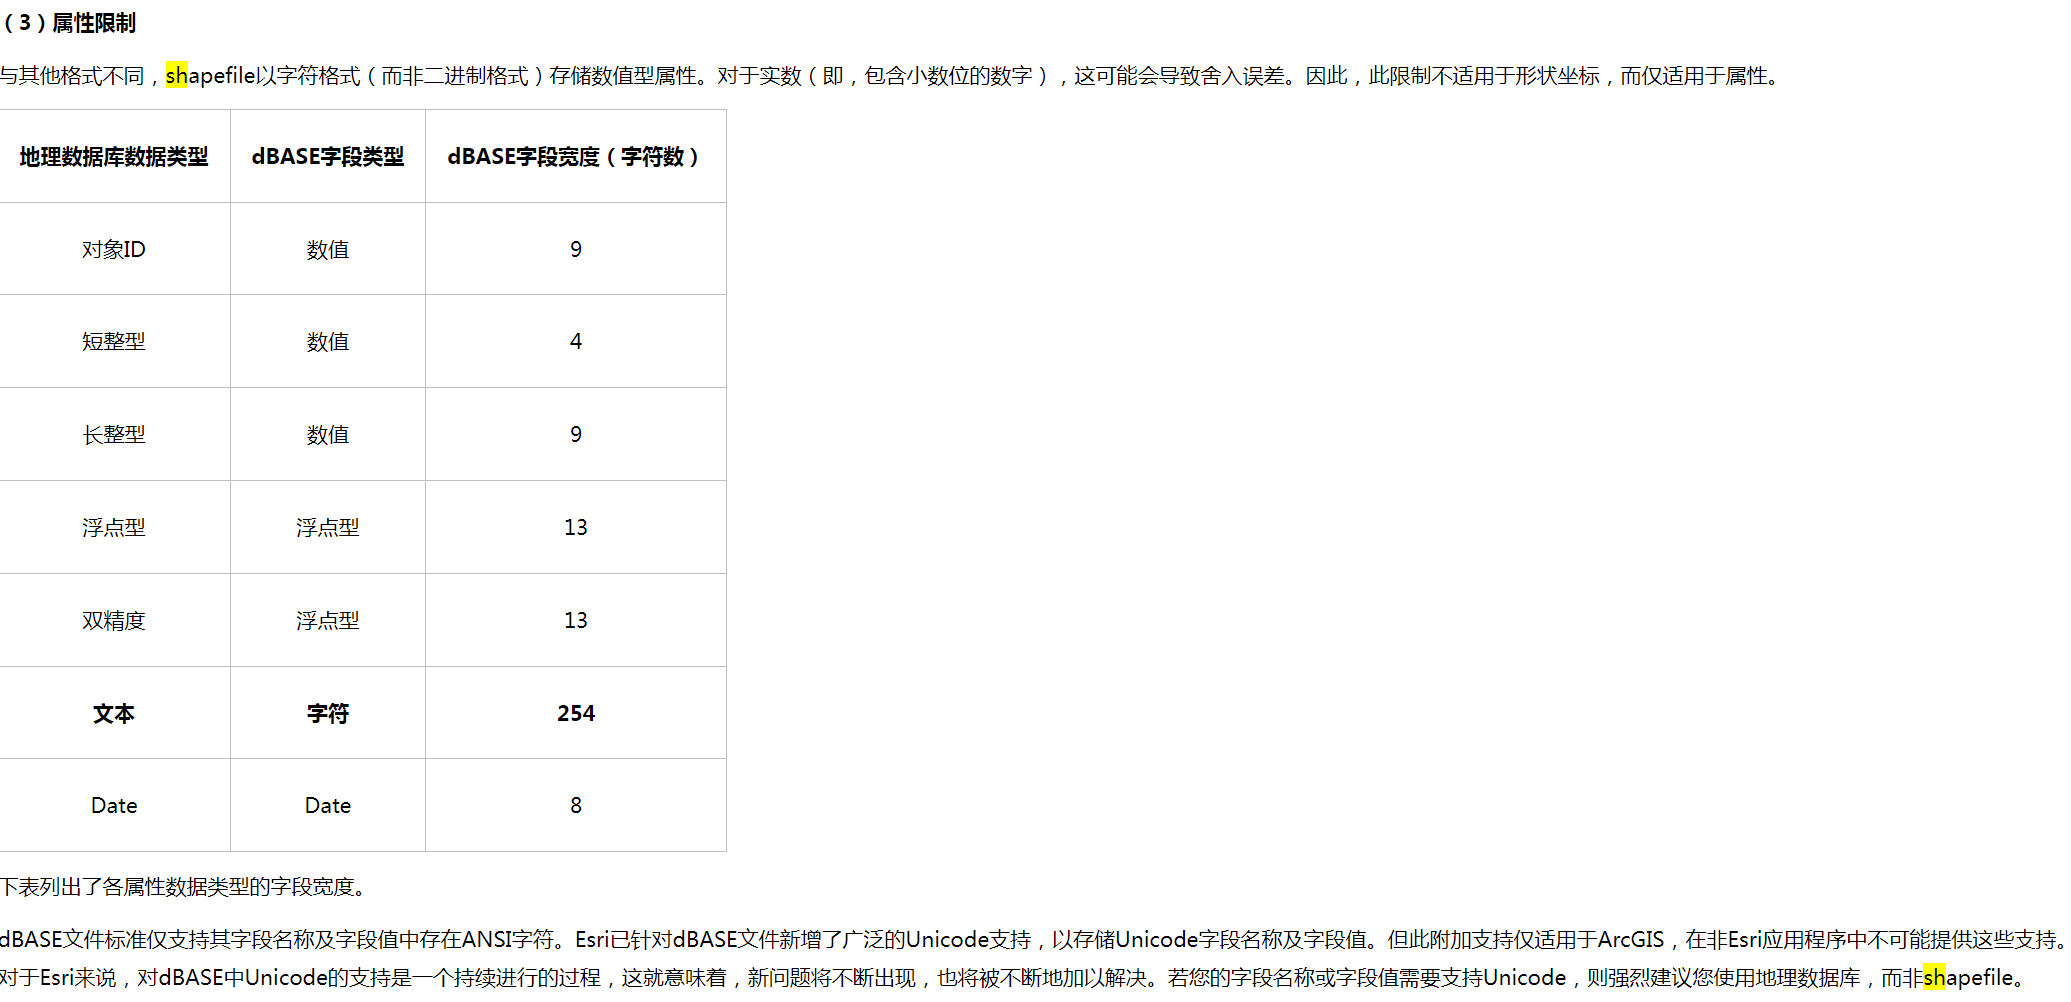 （3）属性限制
与其他格式不同，shapefile以字符格式（而非二进制格式）存储数值型属性。对于实数（即，包含小数位的数字），这可能会导致舍入误差。因此，此限制不适用于形状坐标，而仅适用于属性。
地理数据库数据类型 dBASE字段类型 dBASE字段宽度（字符数）
对象ID 数值 9
短整型 数值 4
长整型 数值 9
浮点型 浮点型 13
双精度 浮点型 13
文本 字符 254
Date Date 8
下表列出了各属性数据类型的字段宽度。
dBASE文件标准仅支持其字段名称及字段值中存在ANSI字符。Esri已针对dBASE文件新增了广泛的Unicode支持，以存储Unicode字段名称及字段值。但此附加支持仅适用于ArcGIS，在非Esri应用程序中不可能提供这些支持。
对于Esri来说，对dBASE中Unicode的支持是一个持续进行的过程，这就意味着，新问题将不断出现，也将被不断地加以解决。若您的字段名称或字段值需要支持Unicode，则强烈建议您使用地理数据库，而非shapefile。